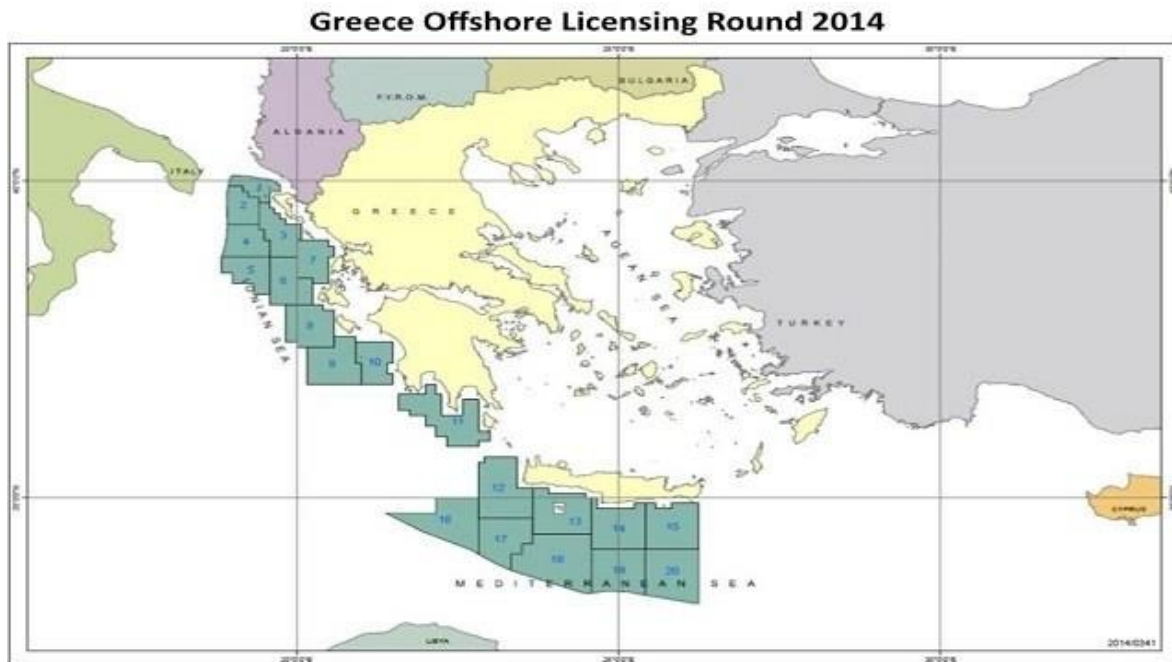 Greece Offshore Licensing Round 2014
BULGARIA
F.Y.R.O.M.
ALBANIA
ITALY
GREECE
AEGEAN SEA
TURKEY
IONIAN SEA
1
2
3
4
5
6
7
8
9
10
11
12
13
14
15
16
17
18
19
20
MEDITERRANEAN SEA
CYPRUS
LIBYA
2014/0341